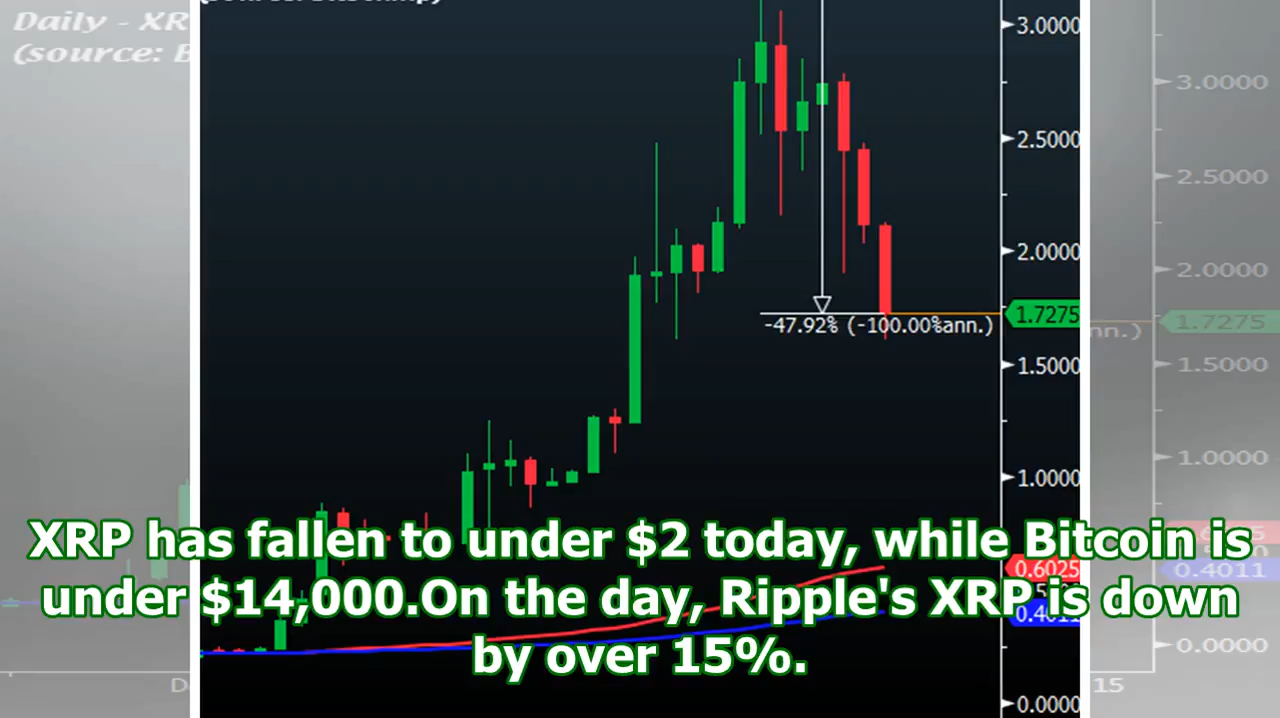 Daily - XR
(source: B
3.0000
2.5000
2.0000
1.7275
-47.92% (-100.00%ann.)
1.5000
1.0000
0.6025
0.4011
0.0000
3.0000
2.5000
2.0000
1.7275
nn.)
1.5000
1.0000
0.4011
0.0000
15
XRP has fallen to under $2 today, while Bitcoin is
under $14,000.On the day, Ripple's XRP is down
by over 15%.